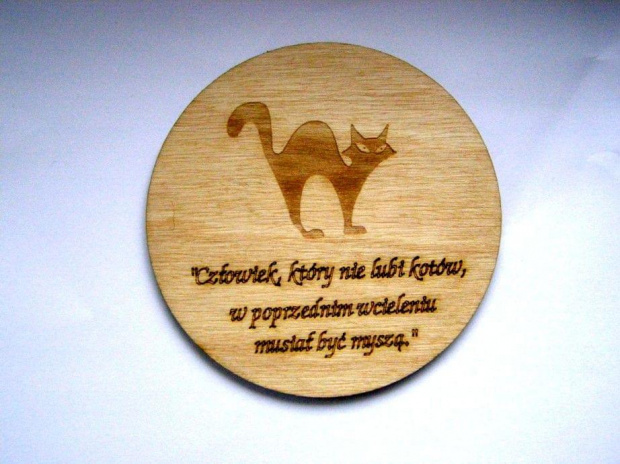 "Człowiek, który nie lubi kotów,
w poprzednim wcieleniu
musiał być myszą."